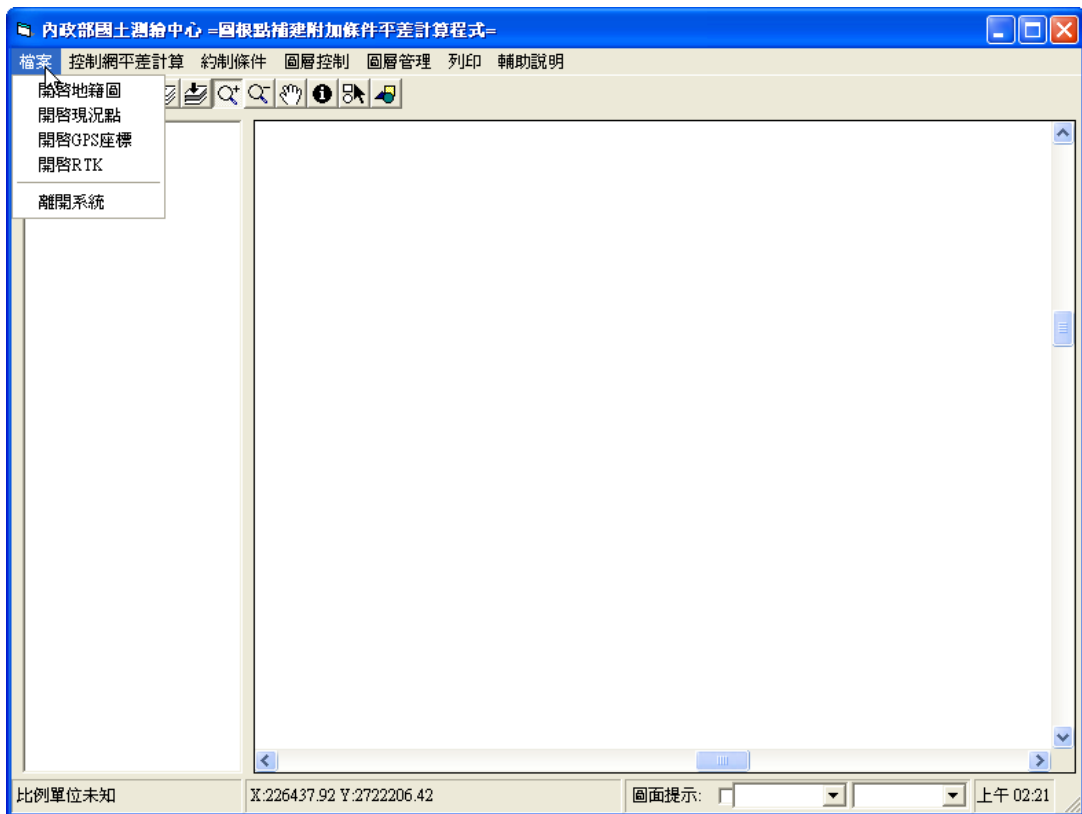 內政部國土測繪中心 =圖根點補建附加條件平差計算程式=
檔案 控制網平差計算 約制條件 圖層控制 圖層管理 列印 輔助說明
開啓地籍圖
開啓現況點
開啓GPS座標
開啓RTK
離開系統
比例單位未知 X:226437.92 Y:2722206.42 圖面提示: 上午 02:21